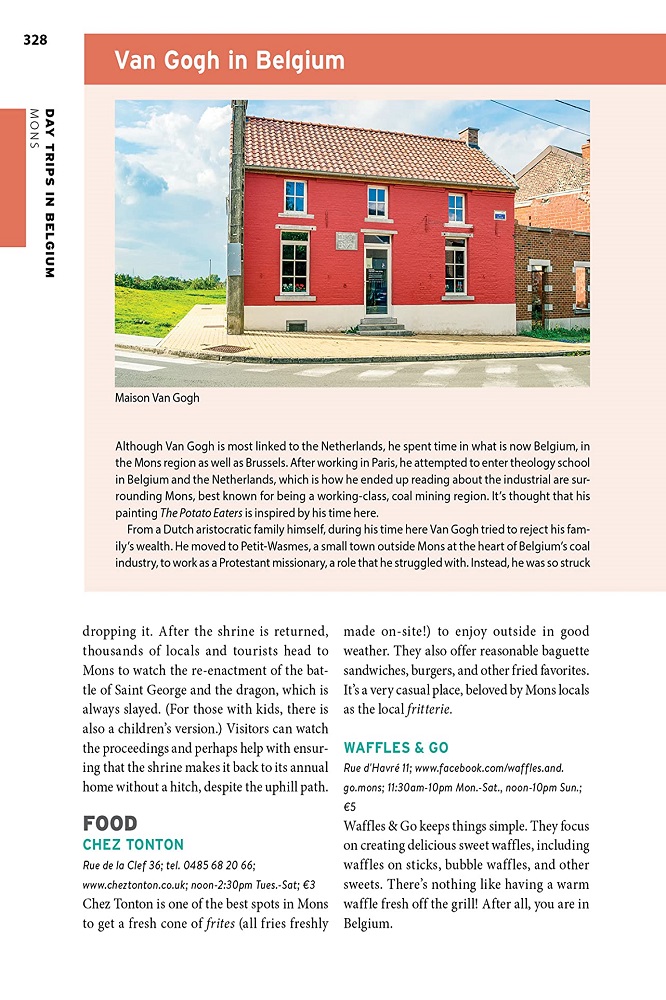 328
Van Gogh in Belgium
DAY TRIPS IN BELGIUM
MONS
Maison Van Gogh
Although Van Gogh is most linked to the Netherlands, he spent time in what is now Belgium, in
the Mons region as well as Brussels. After working in Paris, he attempted to enter theology school
in Belgium and the Netherlands, which is how he ended up reading about the industrial are sur-
rounding Mons, best known for being a working-class, coal mining region. It's thought that his
painting The Potato Eaters is inspired by his time here.
From a Dutch aristocratic family himself, during his time here Van Gogh tried to reject his fam-
ily's wealth. He moved to Petit-Wasmes, a small town outside Mons at the heart of Belgium's coal
industry, to work as a Protestant missionary, a role that he struggled with. Instead, he was so struck
dropping it. After the shrine is returned,
thousands of locals and tourists head to
Mons to watch the re-enactment of the bat-
tle of Saint George and the dragon, which is
always slayed. (For those with kids, there is
also a children's version.) Visitors can watch
the proceedings and perhaps help with ensur-
ing that the shrine makes it back to its annual
home without a hitch, despite the uphill path.
FOOD
CHEZ TONTON
Rue de la Clef 36; tel. 0485 68 20 66;
www.cheztonton.co.uk; noon-2:30pm Tues.-Sat; €3
Chez Tonton is one of the best spots in Mons
to get a fresh cone of frites (all fries freshly
made on-site!) to enjoy outside in good
weather. They also offer reasonable baguette
sandwiches, burgers, and other fried favorites.
It's a very casual place, beloved by Mons locals
as the local fritterie.
WAFFLES & GO
Rue d'Havré 11; www.facebook.com/waffles.and.
go.mons; 11:30am-10pm Mon.-Sat., noon-10pm Sun.;
€5
Waffles & Go keeps things simple. They focus
on creating delicious sweet waffles, including
waffles on sticks, bubble waffles, and other
sweets. There's nothing like having a warm
waffle fresh off the grill! After all, you are in
Belgium.